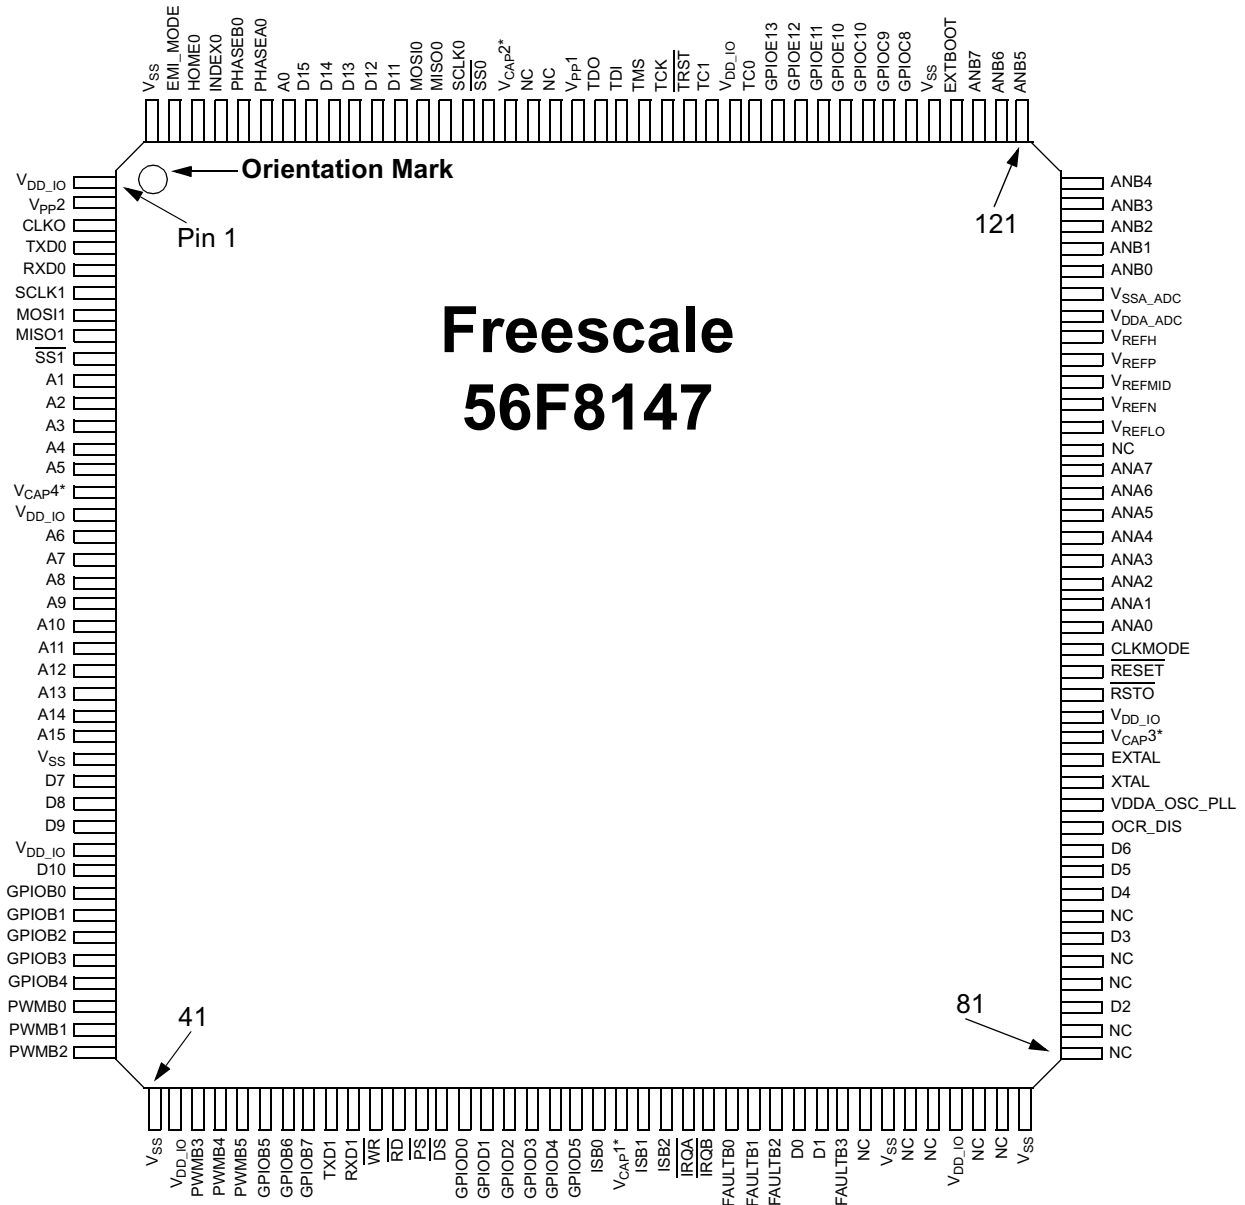 VSS
EMI_MODE
HOME0
INDEX0
PHASEB0
PHASEA0
A0
D15
D14
D13
D12
D11
MOSI0
MISO0
SCLK0
SS0
VCAP2*
NC
NC
VPP1
TDO
TDI
TMS
TCK
TRST
TC1
VDD_IO
TC0
GPIOE13
GPIOE12
GPIOE11
GPIOE10
GPIOC10
GPIOC9
GPIOC8
VSS
EXTBOOT
ANB7
ANB6
ANB5
Orientation Mark
Pin 1
121
VDD_IO
VPP2
CLKO
TXD0
RXD0
SCLK1
MOSI1
MISO1
SS1
A1
A2
A3
A4
A5
VCAP4*
VDD_IO
A6
A7
A8
A9
A10
A11
A12
A13
A14
A15
VSS
D7
D8
D9
VDD_IO
D10
GPIOB0
GPIOB1
GPIOB2
GPIOB3
GPIOB4
PWMB0
PWMB1
PWMB2
Freescale
56F8147
ANB4
ANB3
ANB2
ANB1
ANB0
VSSA_ADC
VDDA_ADC
VREFH
VREFP
VREFMID
VREFN
VREFLO
NC
ANA7
ANA6
ANA5
ANA4
ANA3
ANA2
ANA1
ANA0
CLKMODE
RESET
RSTO
VDD_IO
VCAP3*
EXTAL
XTAL
VDDA_OSC_PLL
OCR_DIS
D6
D5
D4
NC
D3
NC
NC
D2
NC
NC
41
81
VSS
VDD_IO
PWMB3
PWMB4
PWMB5
GPIOB5
GPIOB6
GPIOB7
TXD1
RXD1
WR
RD
PS
DS
GPIOD0
GPIOD1
GPIOD2
GPIOD3
GPIOD4
GPIOD5
ISB0
VCAP1*
ISB1
ISB2
IRQA
IRQB
FAULTB0
FAULTB1
FAULTB2
D0
D1
FAULTB3
NC
VSS
NC
NC
VDD_IO
NC
NC
VSS